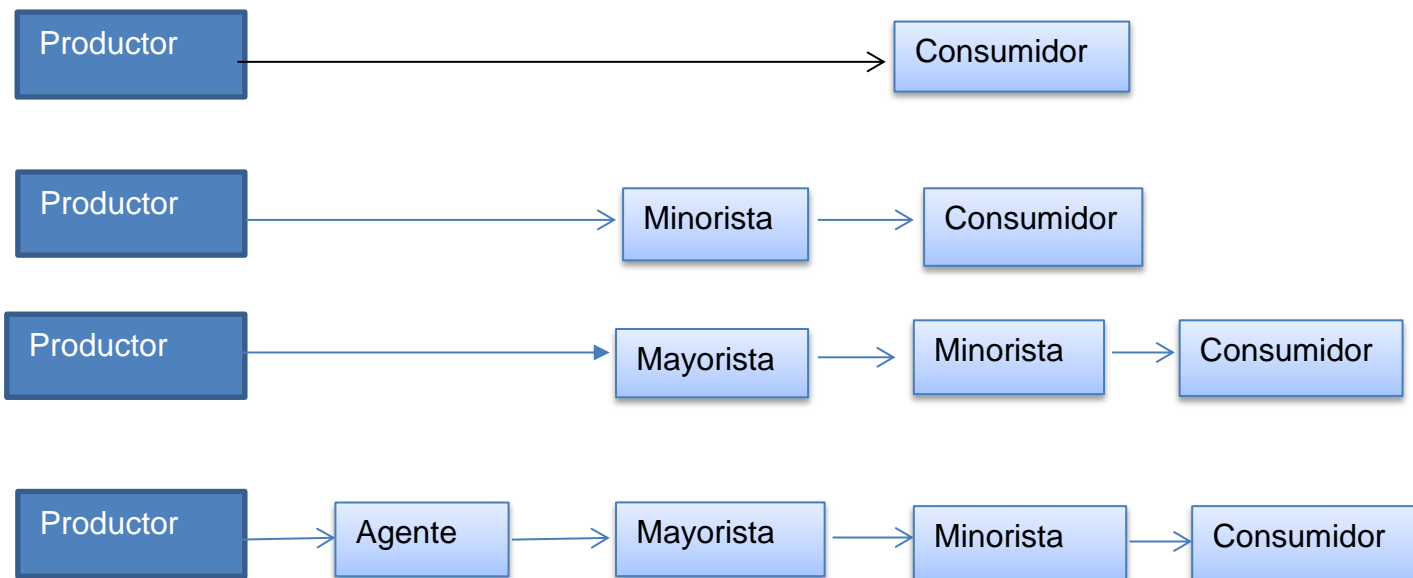 Productor
Consumidor
Productor
Minorista
Consumidor
Productor
Mayorista
Minorista
Consumidor
Productor
Agente
Mayorista
Minorista
Consumidor